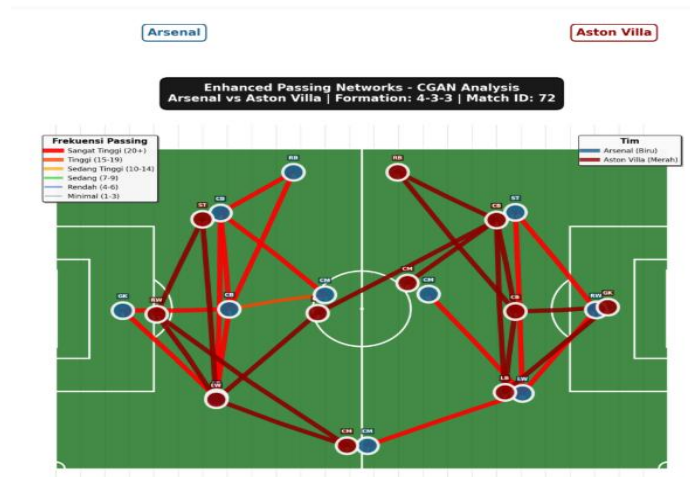 Arsenal
Aston Villa
Enhanced Passing Networks - CGAN Analysis
Arsenal vs Aston Villa | Formation: 4-3-3 | Match ID: 72
Frekuensi Passing
Sangat Tinggi (20+)
Tinggi (15-19)
Sedang Tinggi (10-14)
Sedang (7-9)
Rendah (4-6)
Minimal (1-3)
Tim
Arsenal (Biru)
Aston Villa (Merah)
RB
RB
ST
CB
CB
ST
CM
CM
CM
GK
RW
CB
CB
RW
GK
LW
LB
LW
CM
CM